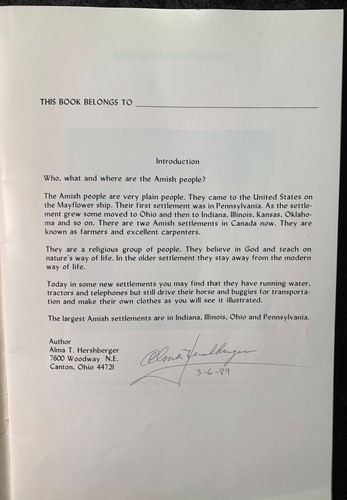 THIS BOOK BELONGS TO
Introduction
Who, what and where are the Amish people?
The Amish people are very plain people. They came to the United States on
the Mayflower ship. Their first settlement was in Pennsylvania. As the settle-
ment grew some moved to Ohio and then to Indiana, Illinois, Kansas, Oklaho-
ma and so on. There are two Amish settlements in Canada now. They are
known as farmers and excellent carpenters.
They are a religious group of people. They believe in God and teach on
nature's way of life. In the older settlement they stay away from the modern
way of life.
Today in some new settlements you may find that they have running water,
tractors and telephones but still drive their horse and buggies for transporta-
tion and make their own clothes as you will see it illustrated.
The largest Amish settlements are in Indiana, Illinois, Ohio and Pennsylvania.
Author
Alma T. Hershberger
7600 Woodway N.E.
Canton, Ohio 44721
Alma Hershberger
3-6-89